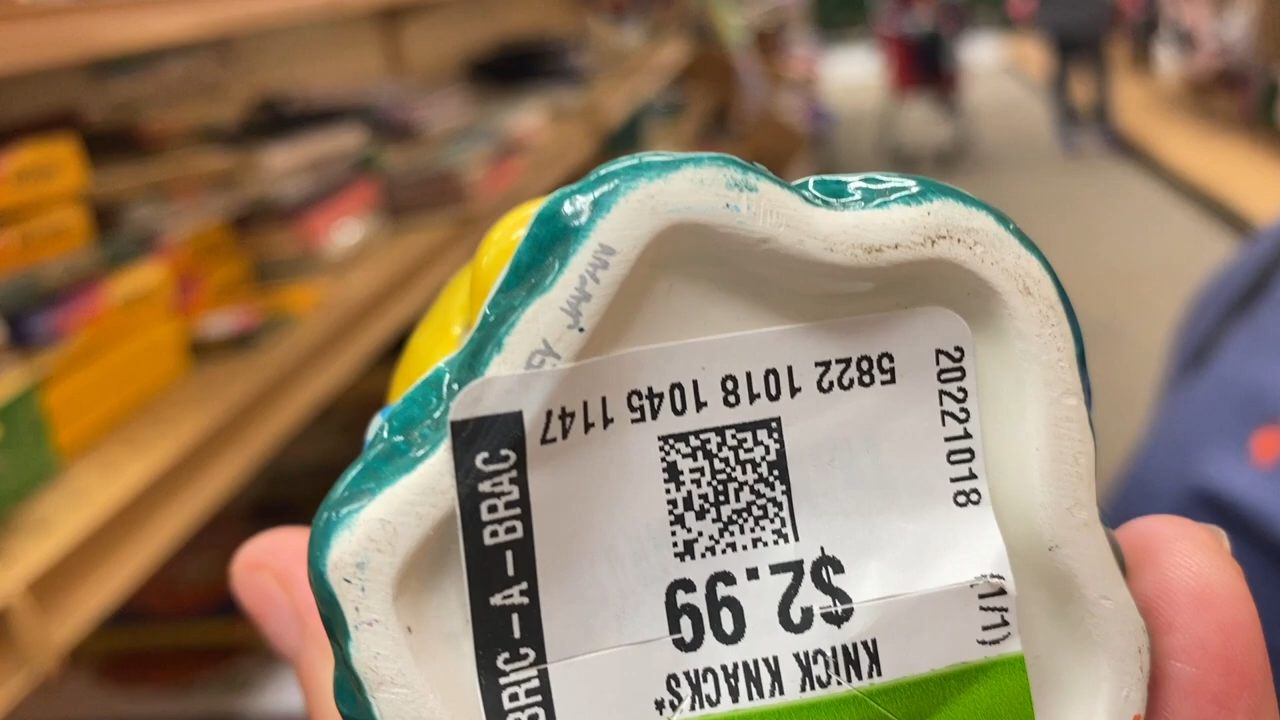 JAPAN
BRIC-A-BRAC
KNICK KNACKS*
$2.99
(1/1)
5822 1018 1045 1147
20221018